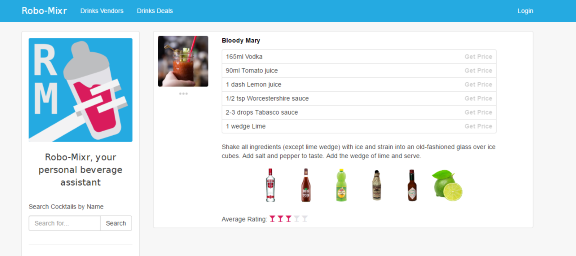 Robo-Mixr Drinks Vendors Drinks Deals Login
R
M
Robo-Mixr, your
personal beverage
assistant
Search Cocktails by Name
Search for... Search
Bloody Mary
165ml Vodka Get Price
90ml Tomato juice Get Price
1 dash Lemon juice Get Price
1/2 tsp Worcestershire sauce Get Price
2-3 drops Tabasco sauce Get Price
1 wedge Lime Get Price
Shake all ingredients (except lime wedge) with ice and strain into an old-fashioned glass over ice
cubes. Add salt and pepper to taste. Add the wedge of lime and serve.
Average Rating: